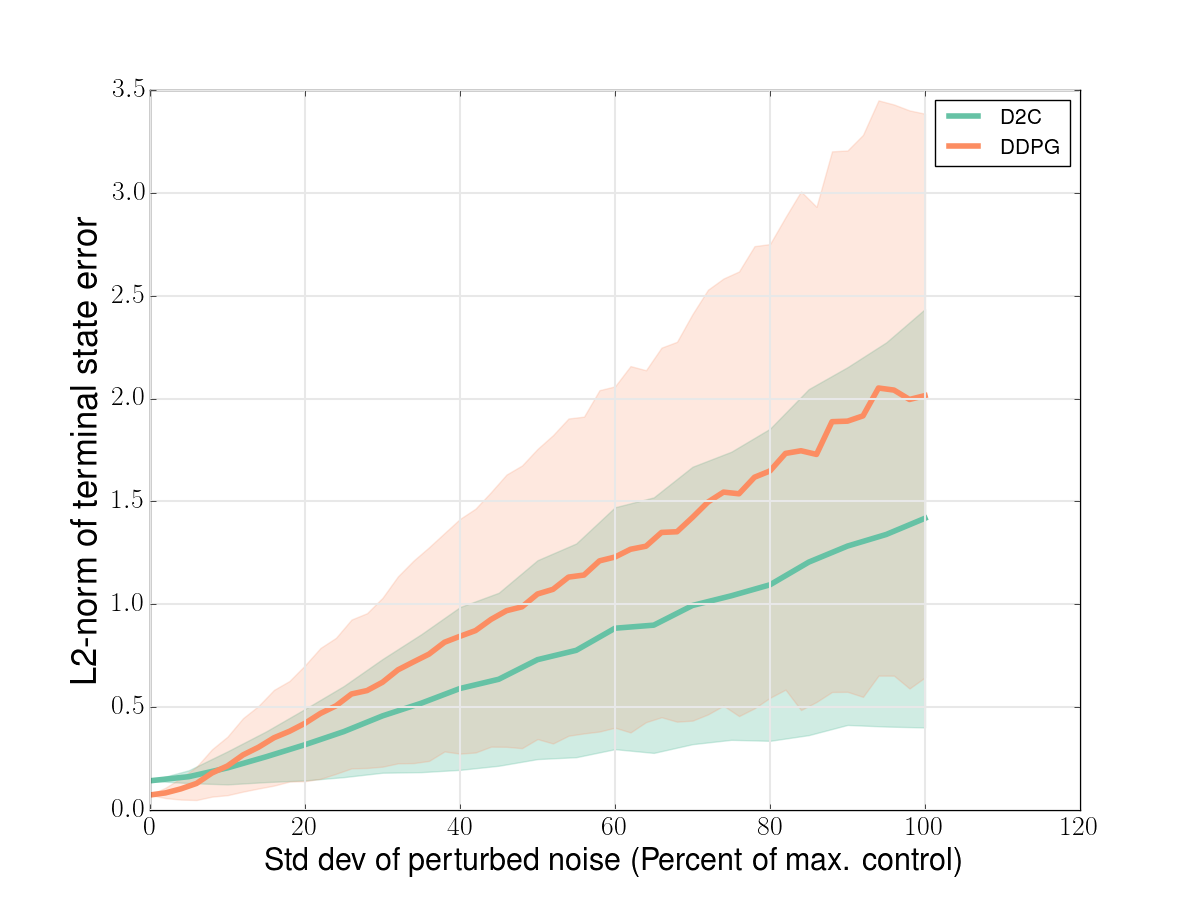 3.5
3.0
2.5
2.0
1.5
1.0
0.5
0.0
L2-norm of terminal state error
D2C
DDPG
0 20 40 60 80 100 120
Std dev of perturbed noise (Percent of max. control)